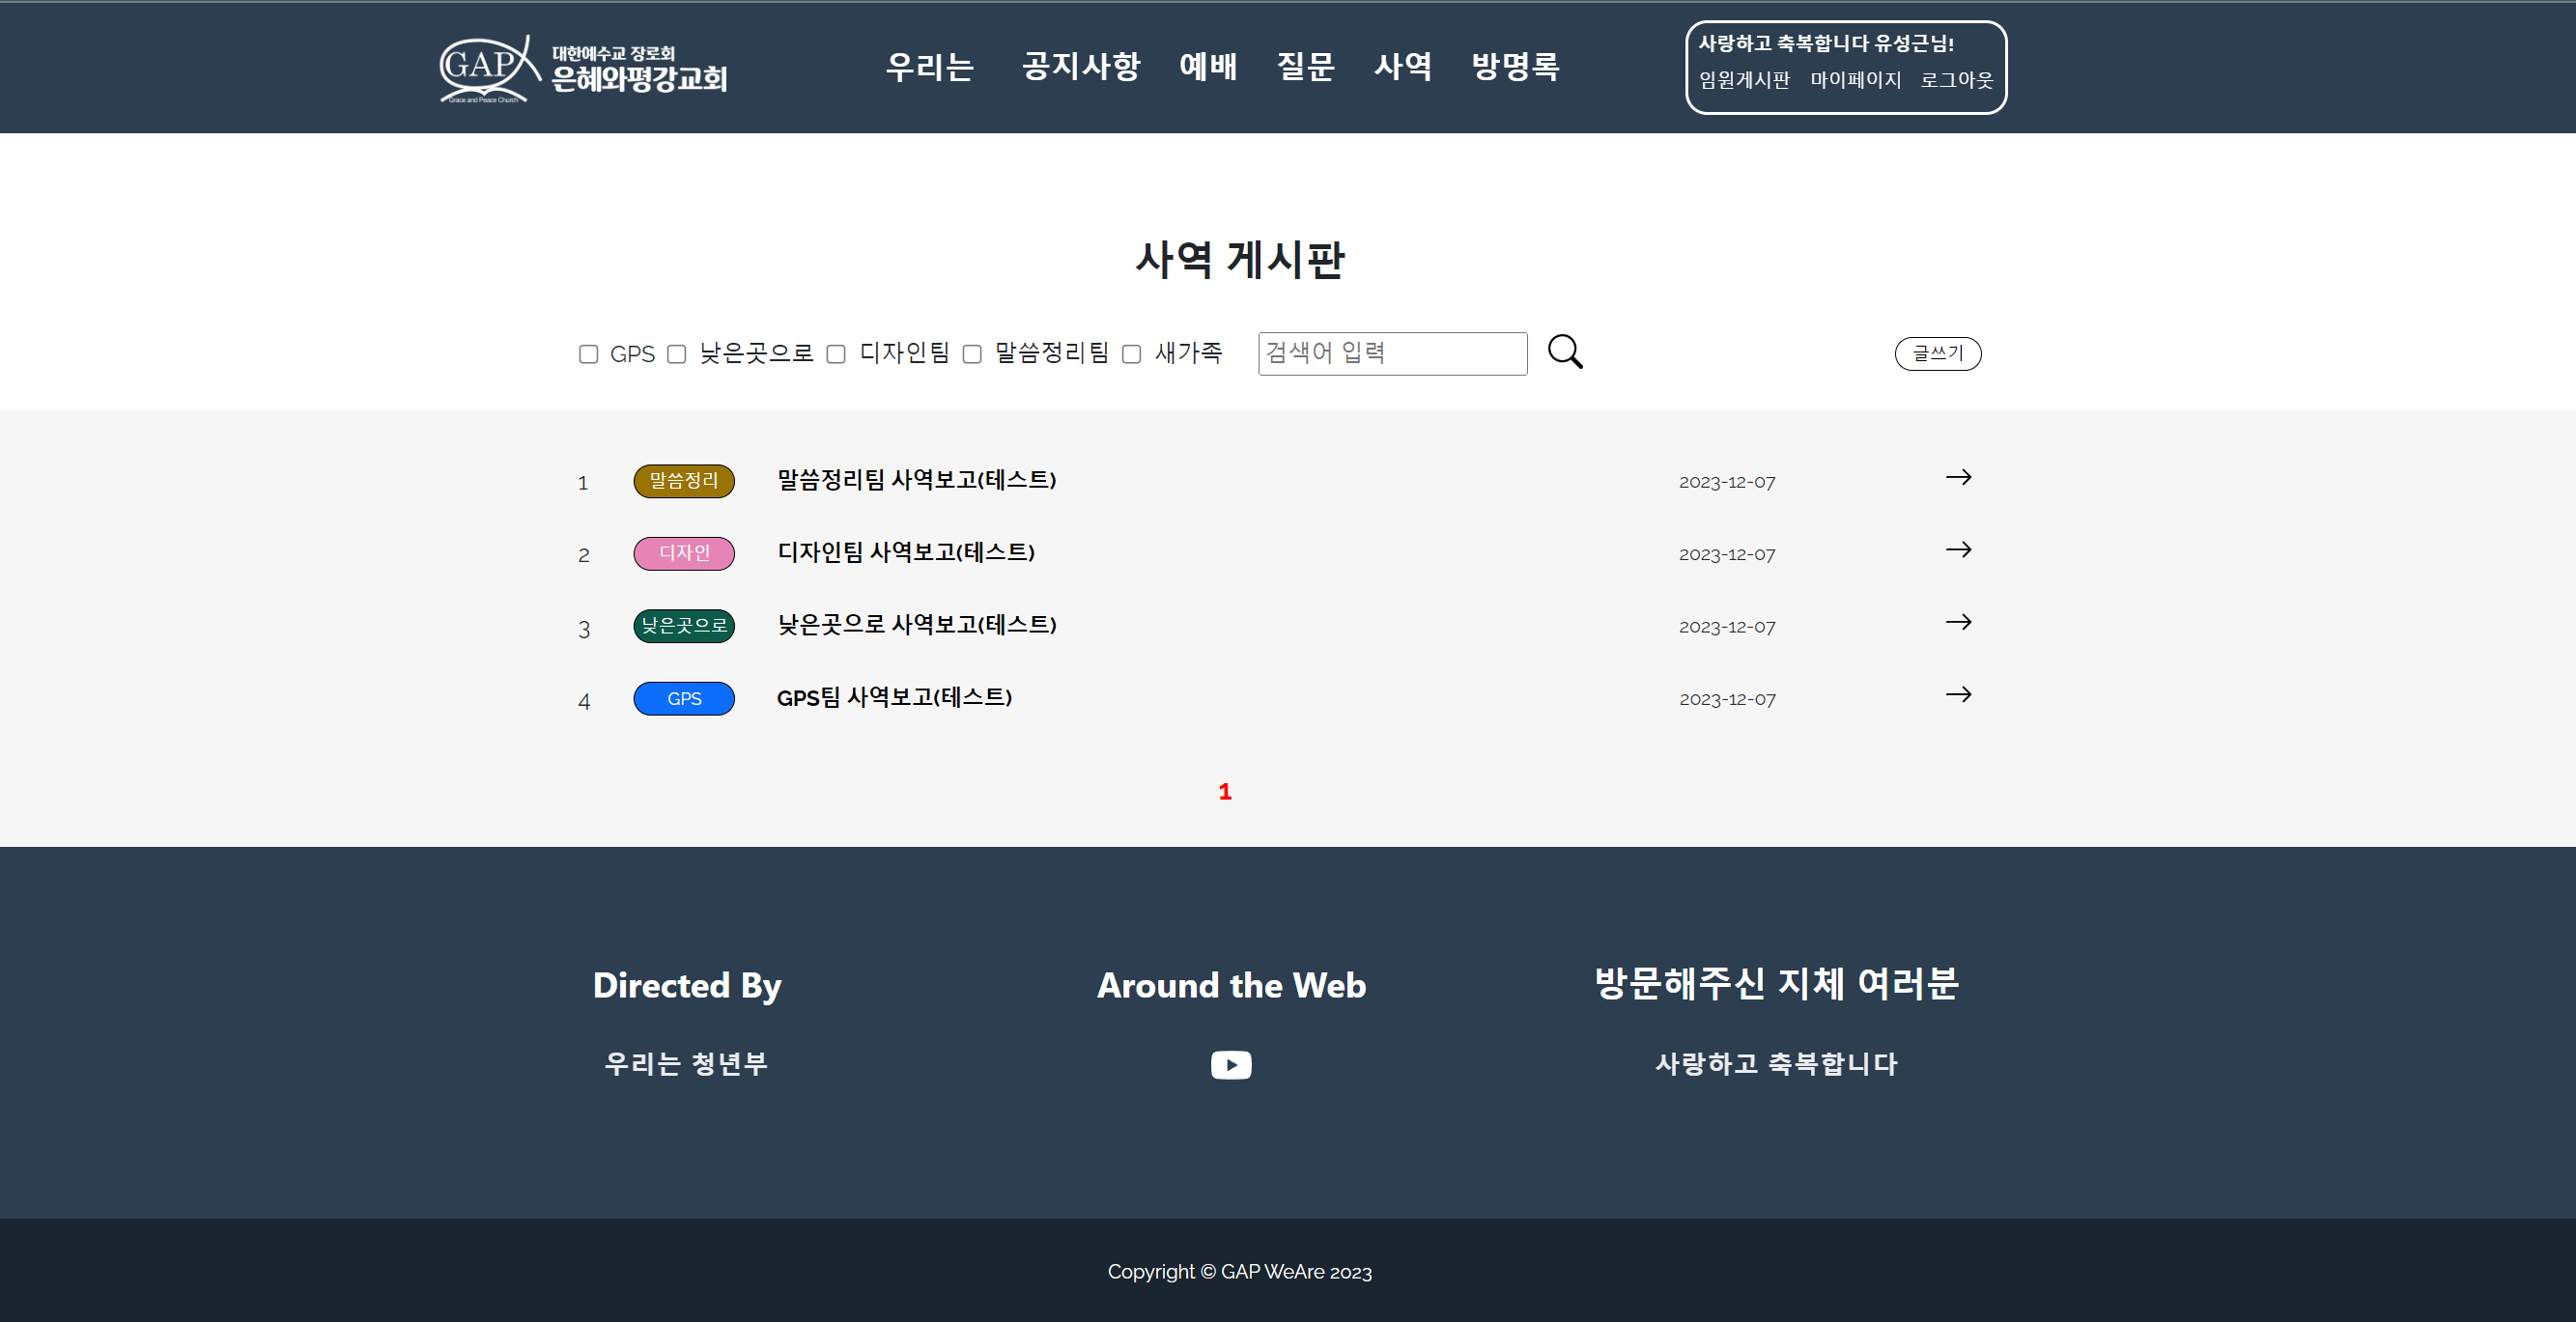 GAP
Grace and Peace Church
대한예수교 장로회
은혜와평강교회
우리는 공지사항 예배 질문 사역 방명록
사랑하고 축복합니다 유성근님!
임원게시판 마이페이지 로그아웃
사역 게시판
GPS 낮은곳으로 디자인팀 말씀정리팀 새가족 검색어 입력 글쓰기
1 말씀정리 말씀정리팀 사역보고(테스트) 2023-12-07
2 디자인 디자인팀 사역보고(테스트) 2023-12-07
3 낮은곳으로 낮은곳으로 사역보고(테스트) 2023-12-07
4 GPS GPS팀 사역보고(테스트) 2023-12-07
1
Directed By
우리는 청년부
Around the Web
방문해주신 지체 여러분
사랑하고 축복합니다
Copyright © GAP WeAre 2023